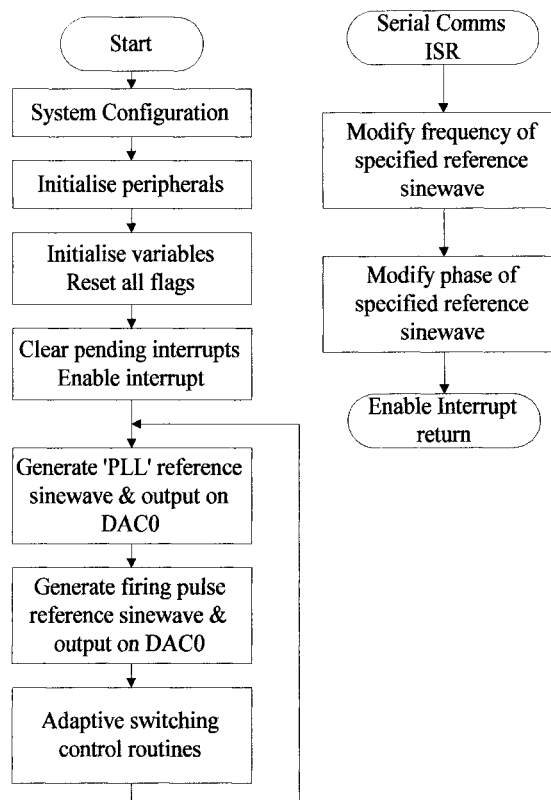 Start
System Configuration
Initialise peripherals
Initialise variables
Reset all flags
Clear pending interrupts
Enable interrupt
Generate 'PLL' reference
sinewave & output on
DAC0
Generate firing pulse
reference sinewave &
output on DAC0
Adaptive switching
control routines
Serial Comms
ISR
Modify frequency of
specified reference
sinewave
Modify phase of
specified reference
sinewave
Enable Interrupt
return